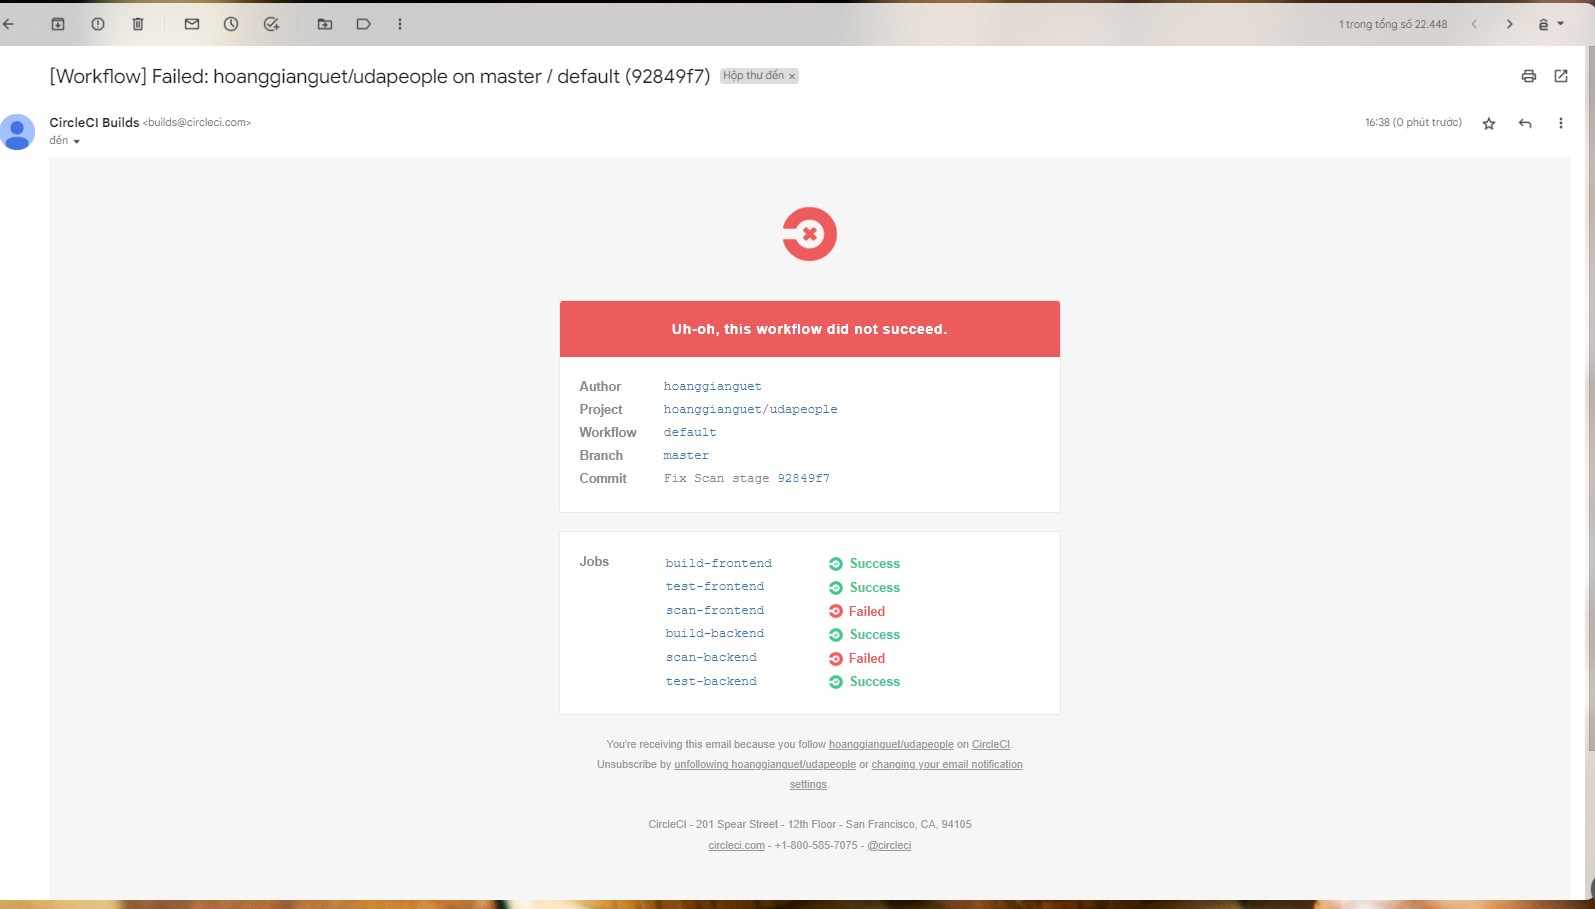 1 trong tổng số 22.448
[Workflow] Failed: hoanggianguet/udapeople on master / default (92849f7) Hộp thư đến ×
CircleCI Builds <builds@circleci.com> 16:38 (0 phút trước)
đến
Uh-oh, this workflow did not succeed.
Author hoanggianguet
Project hoanggianguet/udapeople
Workflow default
Branch master
Commit Fix Scan stage 92849f7
Jobs build-frontend Success
test-frontend Success
scan-frontend Failed
build-backend Success
scan-backend Failed
test-backend Success
You're receiving this email because you follow hoanggianguet/udapeople on CircleCI.
Unsubscribe by unfollowing hoanggianguet/udapeople or changing your email notification
settings.
CircleCI - 201 Spear Street - 12th Floor - San Francisco, CA, 94105
circleci.com - +1-800-585-7075 - @circleci